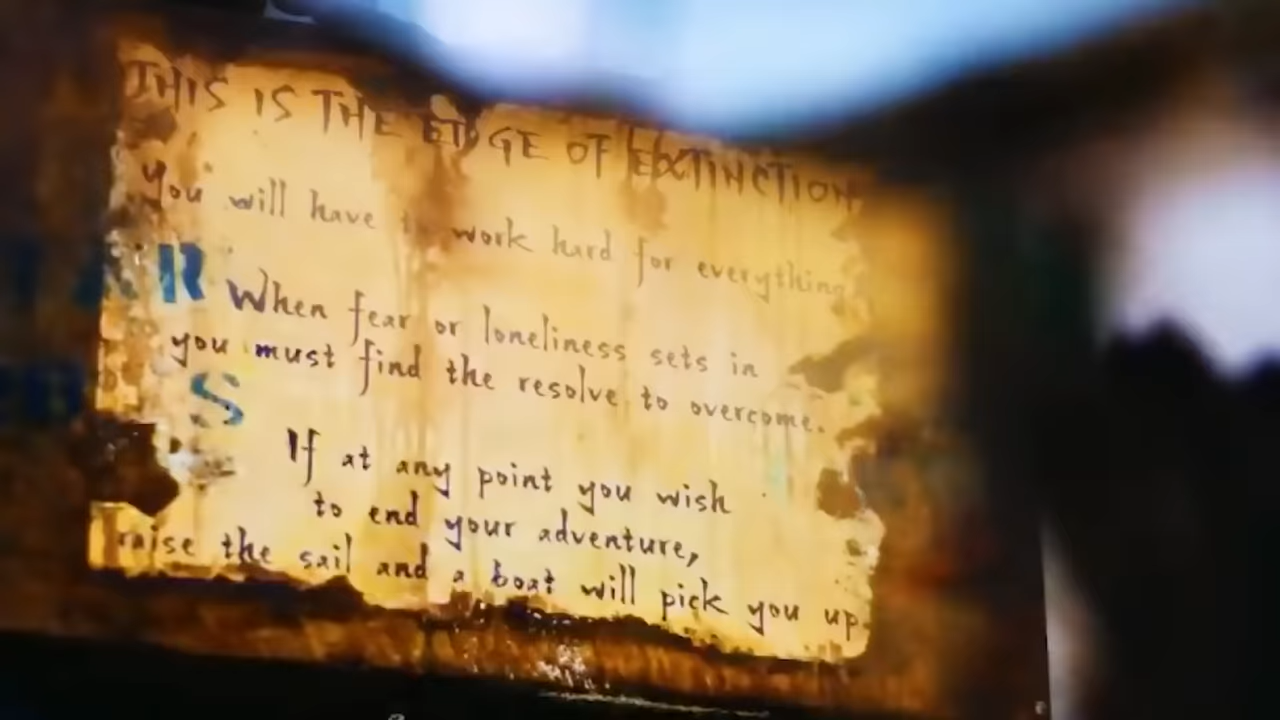 THIS IS THE EDGE OF EXTINCTION
You will have to work hard for everything
When fear or loneliness sets in
you must find the resolve to overcome.
If at any point you wish
to end your adventure,
raise the sail and a boat will pick you up
AR
S